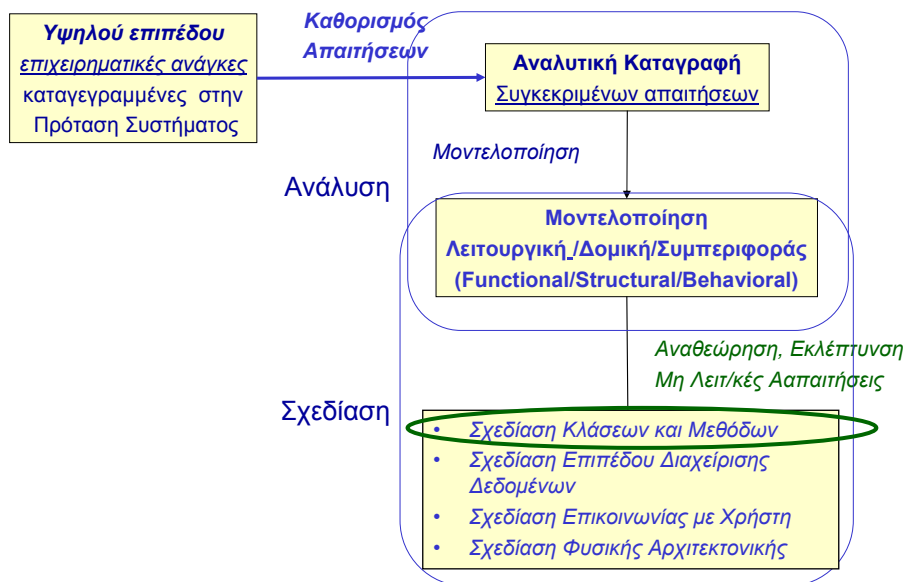 Υψηλού επιπέδου
επιχειρηματικές ανάγκες
καταγεγραμμένες στην
Πρόταση Συστήματος
Καθορισμός
Απαιτήσεων
Αναλυτική Καταγραφή
Συγκεκριμένων απαιτήσεων
Μοντελοποίηση
Ανάλυση
Μοντελοποίηση
Λειτουργική /Δομική/Συμπεριφοράς
(Functional/Structural/Behavioral)
Αναθεώρηση, Εκλέπτυνση
Μη Λειτ/κές Ααπαιτήσεις
Σχεδίαση
• Σχεδίαση Κλάσεων και Μεθόδων
• Σχεδίαση Επιπέδου Διαχείρισης
Δεδομένων
• Σχεδίαση Επικοινωνίας με Χρήστη
• Σχεδίαση Φυσικής Αρχιτεκτονικής